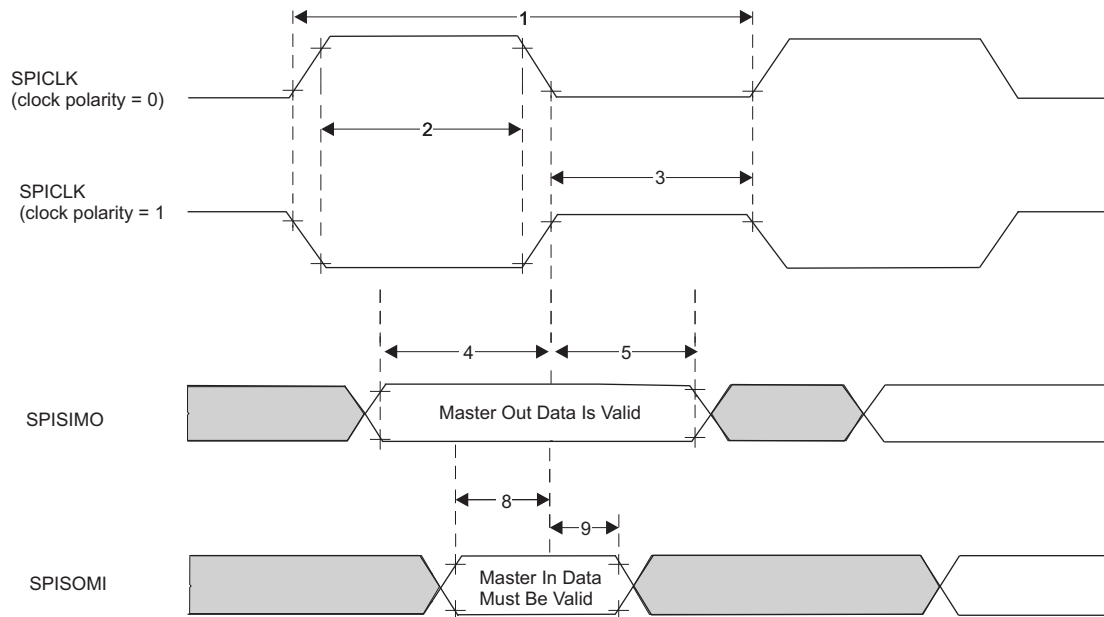 1
SPICLK
(clock polarity = 0)
2
3
SPICLK
(clock polarity = 1
4
5
SPISIMO
Master Out Data Is Valid
8
9
SPISOMI
Master In Data
Must Be Valid